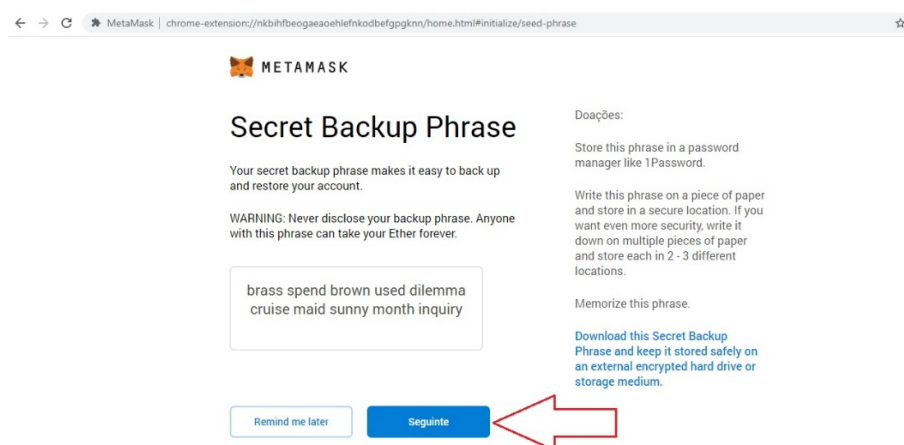 MetaMask | chrome-extension://nkbihfbeogaeaoehlefnkodbefgpgknn/home.html#initialize/seed-phrase
METAMASK
Secret Backup Phrase
Your secret backup phrase makes it easy to back up
and restore your account.
WARNING: Never disclose your backup phrase. Anyone
with this phrase can take your Ether forever.
brass spend brown used dilemma
cruise maid sunny month inquiry
Remind me later
Seguinte
Doações:
Store this phrase in a password
manager like 1Password.
Write this phrase on a piece of paper
and store in a secure location. If you
want even more security, write it
down on multiple pieces of paper
and store each in 2 - 3 different
locations.
Memorize this phrase.
Download this Secret Backup
Phrase and keep it stored safely on
an external encrypted hard drive or
storage medium.